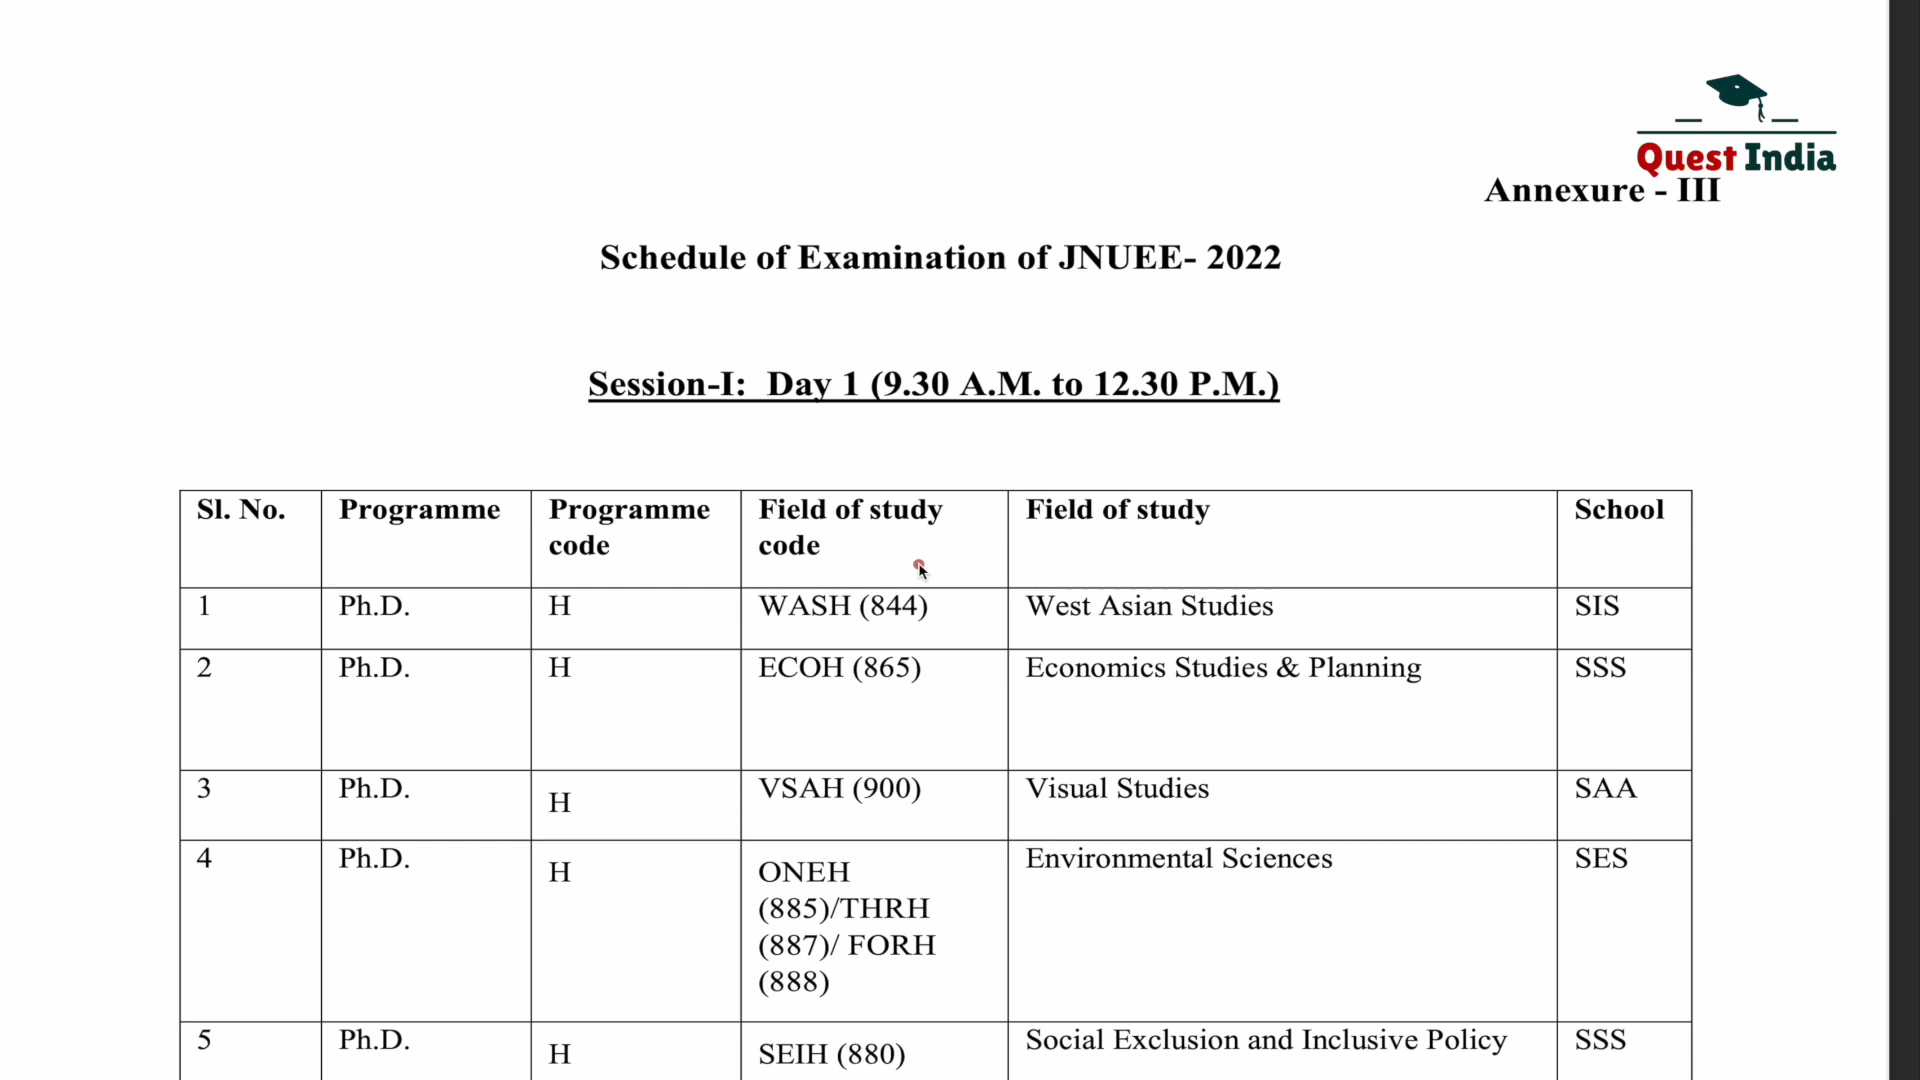 Quest India
Annexure - III
Schedule of Examination of JNUEE- 2022
Session-I: Day 1 (9.30 A.M. to 12.30 P.M.)
Sl. No. Programme Programme code Field of study code Field of study School
1 Ph.D. H WASH (844) West Asian Studies SIS
2 Ph.D. H ECOH (865) Economics Studies & Planning SSS
3 Ph.D. H VSAH (900) Visual Studies SAA
4 Ph.D. H ONEH Environmental Sciences SES
(885)/THRH
(887)/ FORH
(888)
5 Ph.D. H SEIH (880) Social Exclusion and Inclusive Policy SSS